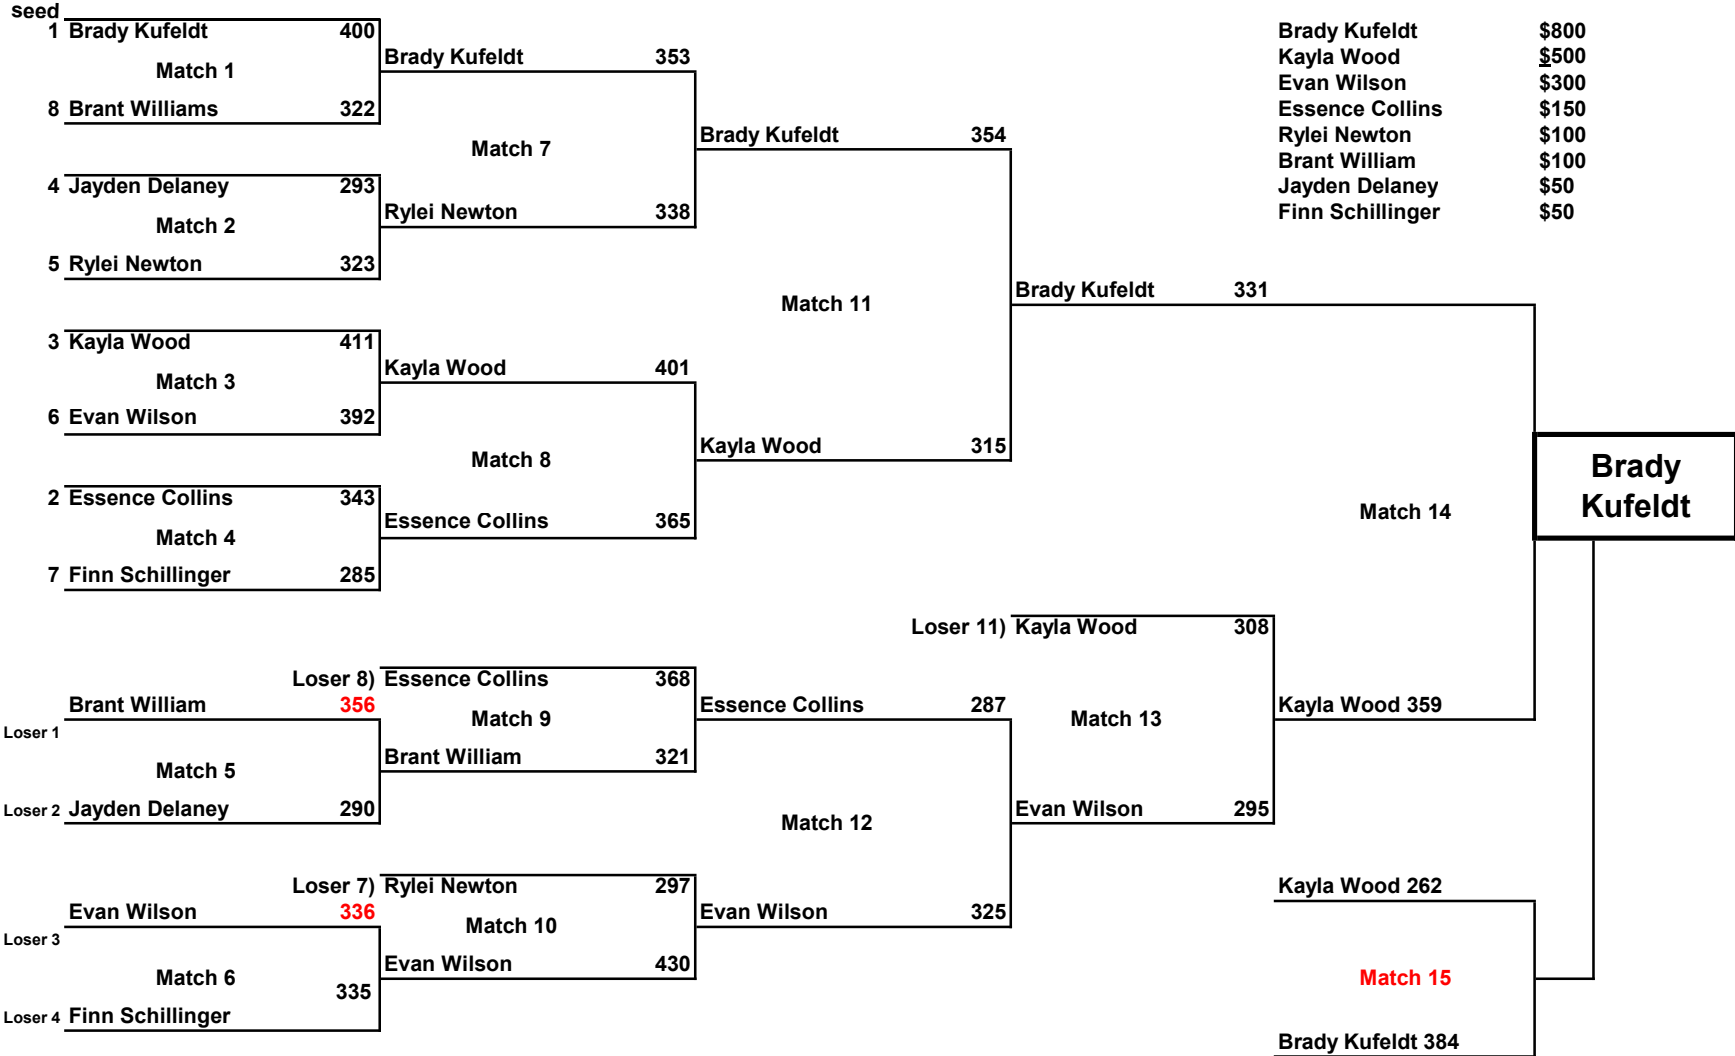 seed
1 Brady Kufeldt 400
Match 1
8 Brant Williams 322
4 Jayden Delaney 293
Match 2
5 Rylei Newton 323
3 Kayla Wood 411
Match 3
6 Evan Wilson 392
2 Essence Collins 343
Match 4
7 Finn Schillinger 285
Brady Kufeldt 353
Match 7
Rylei Newton 338
Kayla Wood 401
Match 8
Essence Collins 365
Brady Kufeldt 354
Match 11
Kayla Wood 315
Brady Kufeldt 331
Match 14
Brady
Kufeldt
Brady Kufeldt $800
Kayla Wood $500
Evan Wilson $300
Essence Collins $150
Rylei Newton $100
Brant William $100
Jayden Delaney $50
Finn Schillinger $50
Brant William 356
Loser 1
Match 5
Loser 2 Jayden Delaney 290
Evan Wilson 336
Loser 3
Match 6
335
Loser 4 Finn Schillinger
Loser 8) Essence Collins 368
Match 9
Brant William 321
Loser 7) Rylei Newton 297
Match 10
Evan Wilson 430
Essence Collins 287
Match 12
Evan Wilson 325
Loser 11) Kayla Wood 308
Match 13
Evan Wilson 295
Kayla Wood 359
Kayla Wood 262
Match 15
Brady Kufeldt 384